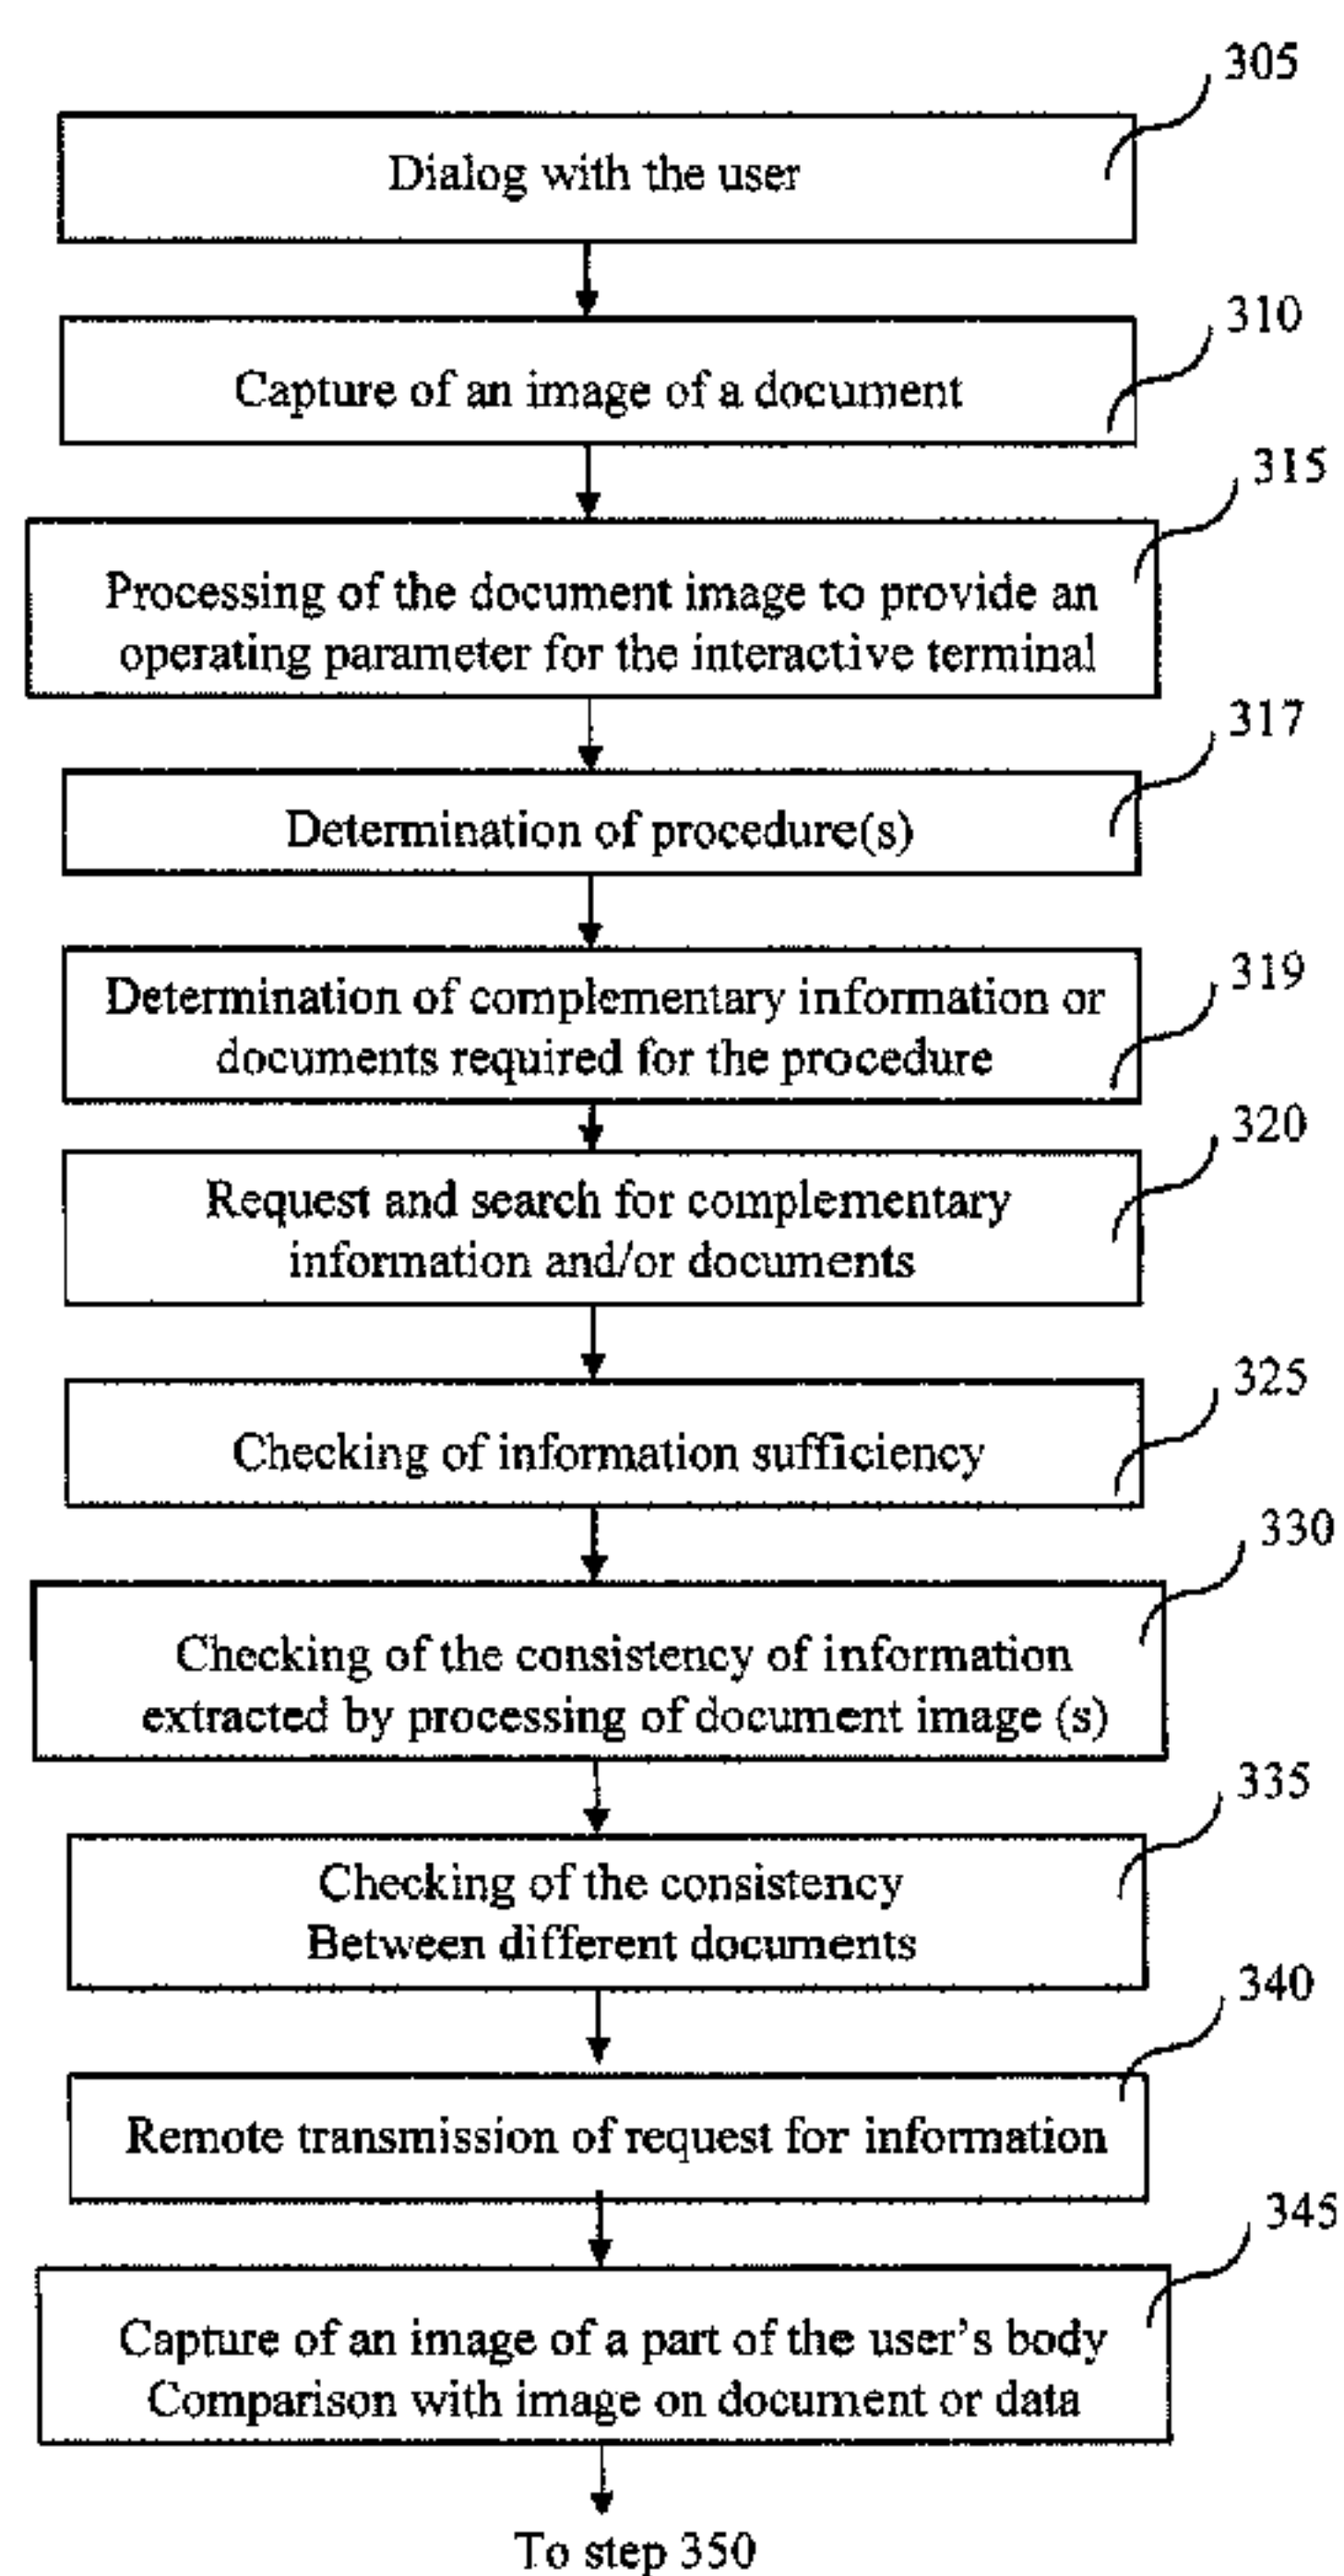 305
Dialog with the user
310
Capture of an image of a document
315
Processing of the document image to provide an
operating parameter for the interactive terminal
317
Determination of procedure(s)
319
Determination of complementary information or
documents required for the procedure
320
Request and search for complementary
information and/or documents
325
Checking of information sufficiency
330
Checking of the consistency of information
extracted by processing of document image (s)
335
Checking of the consistency
Between different documents
340
Remote transmission of request for information
345
Capture of an image of a part of the user's body
Comparison with image on document or data
To step 350